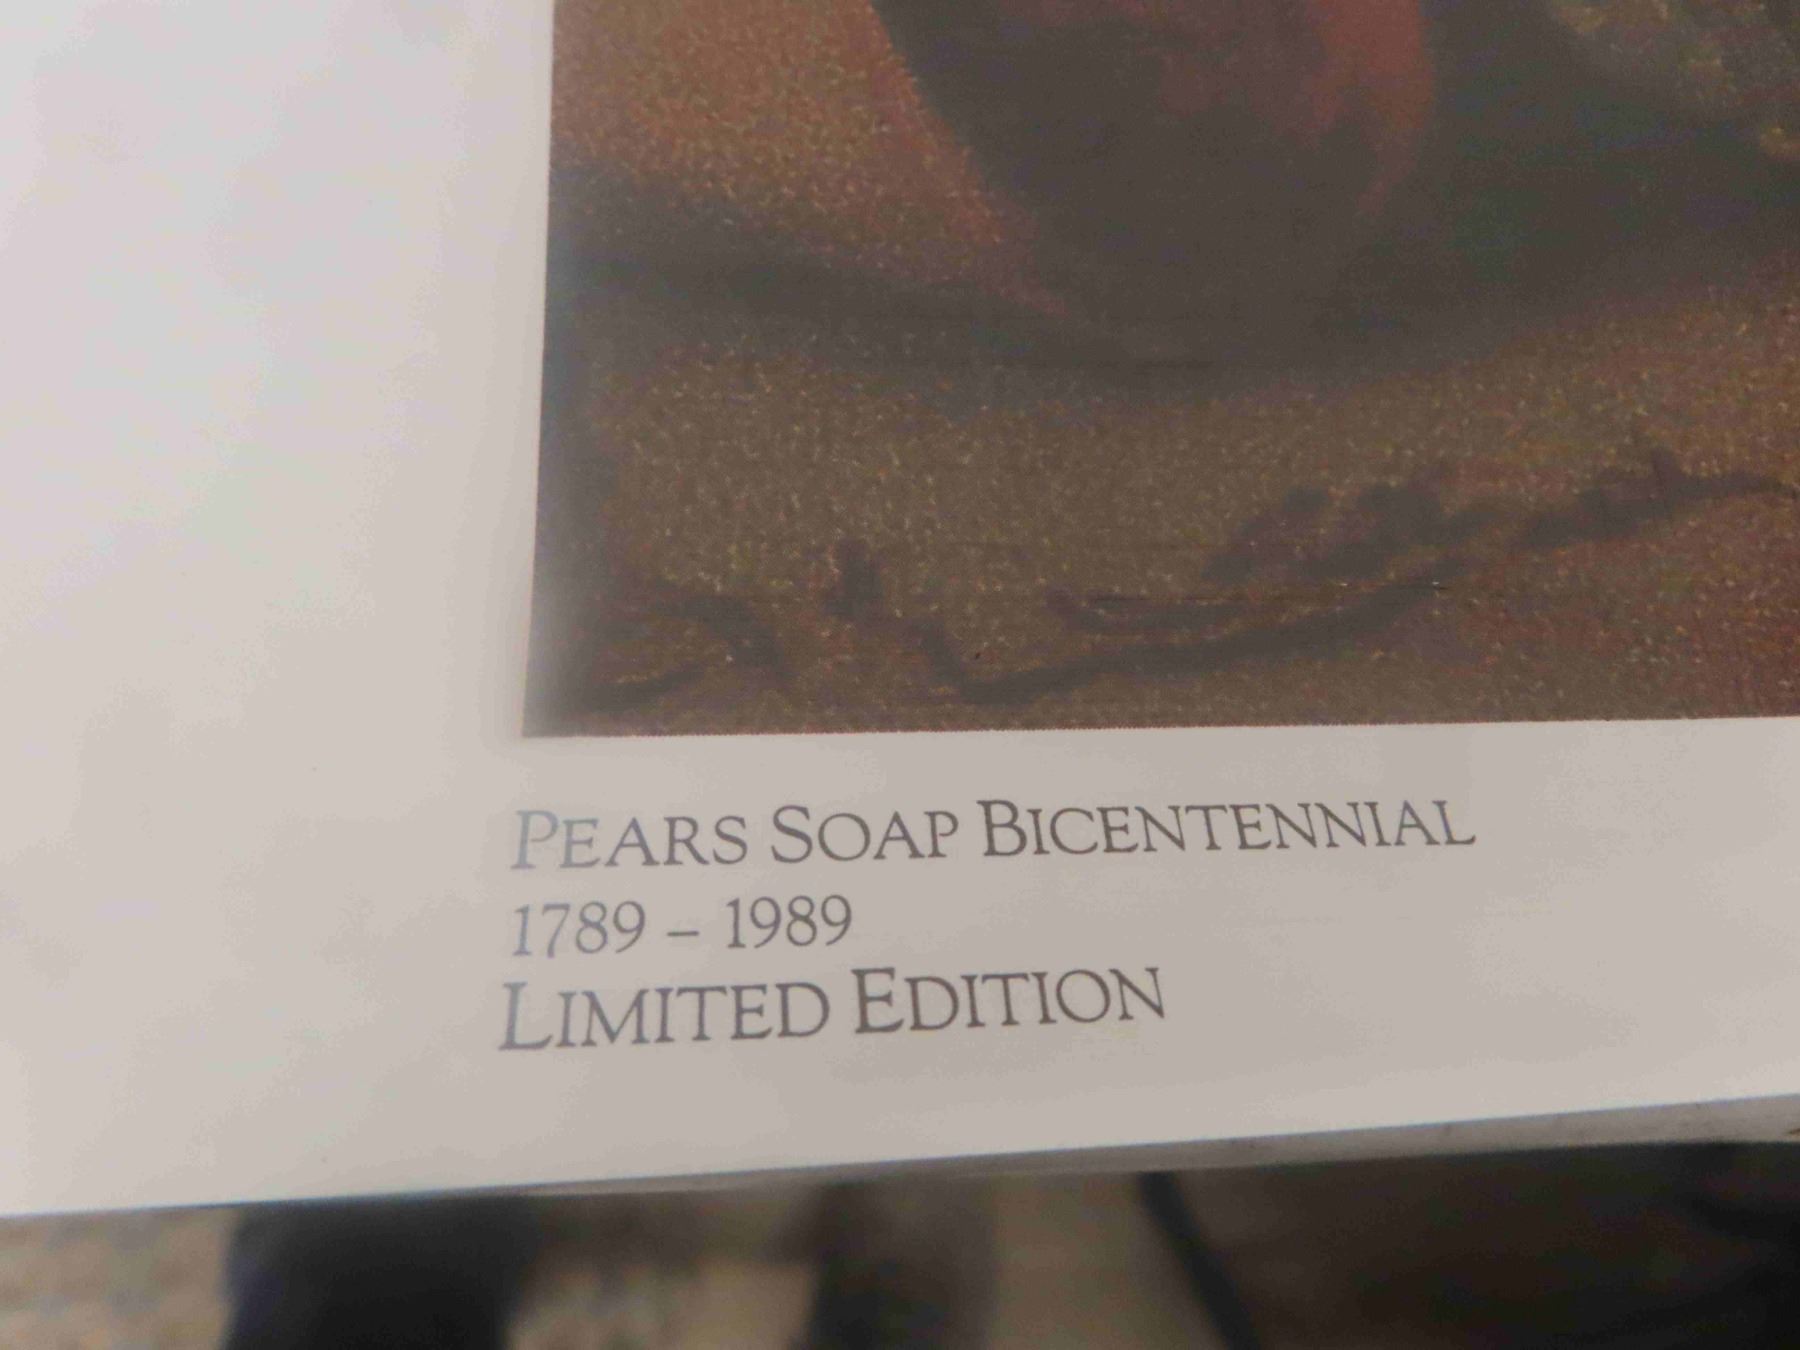 PEARS SOAP BICENTENNIAL
1789 – 1989
LIMITED EDITION